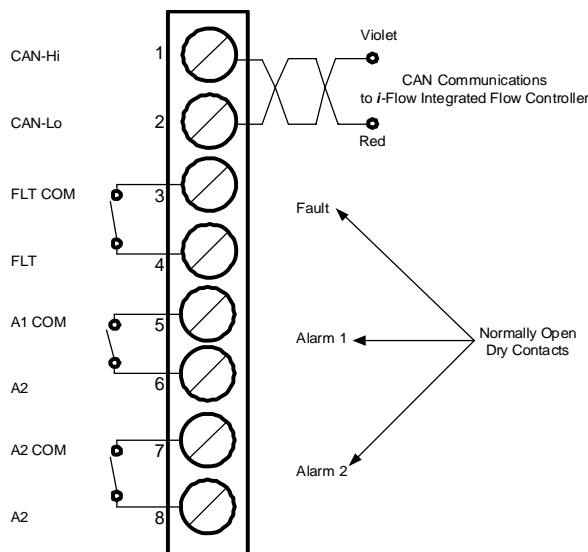 CAN-Hi
1
Violet
CAN Communications
to i-Flow Integrated Flow Controller
CAN-Lo
2
Red
FLT COM
3
Fault
FLT
4
A1 COM
5
Alarm 1
Normally Open
Dry Contacts
A2
6
A2 COM
7
Alarm 2
A2
8